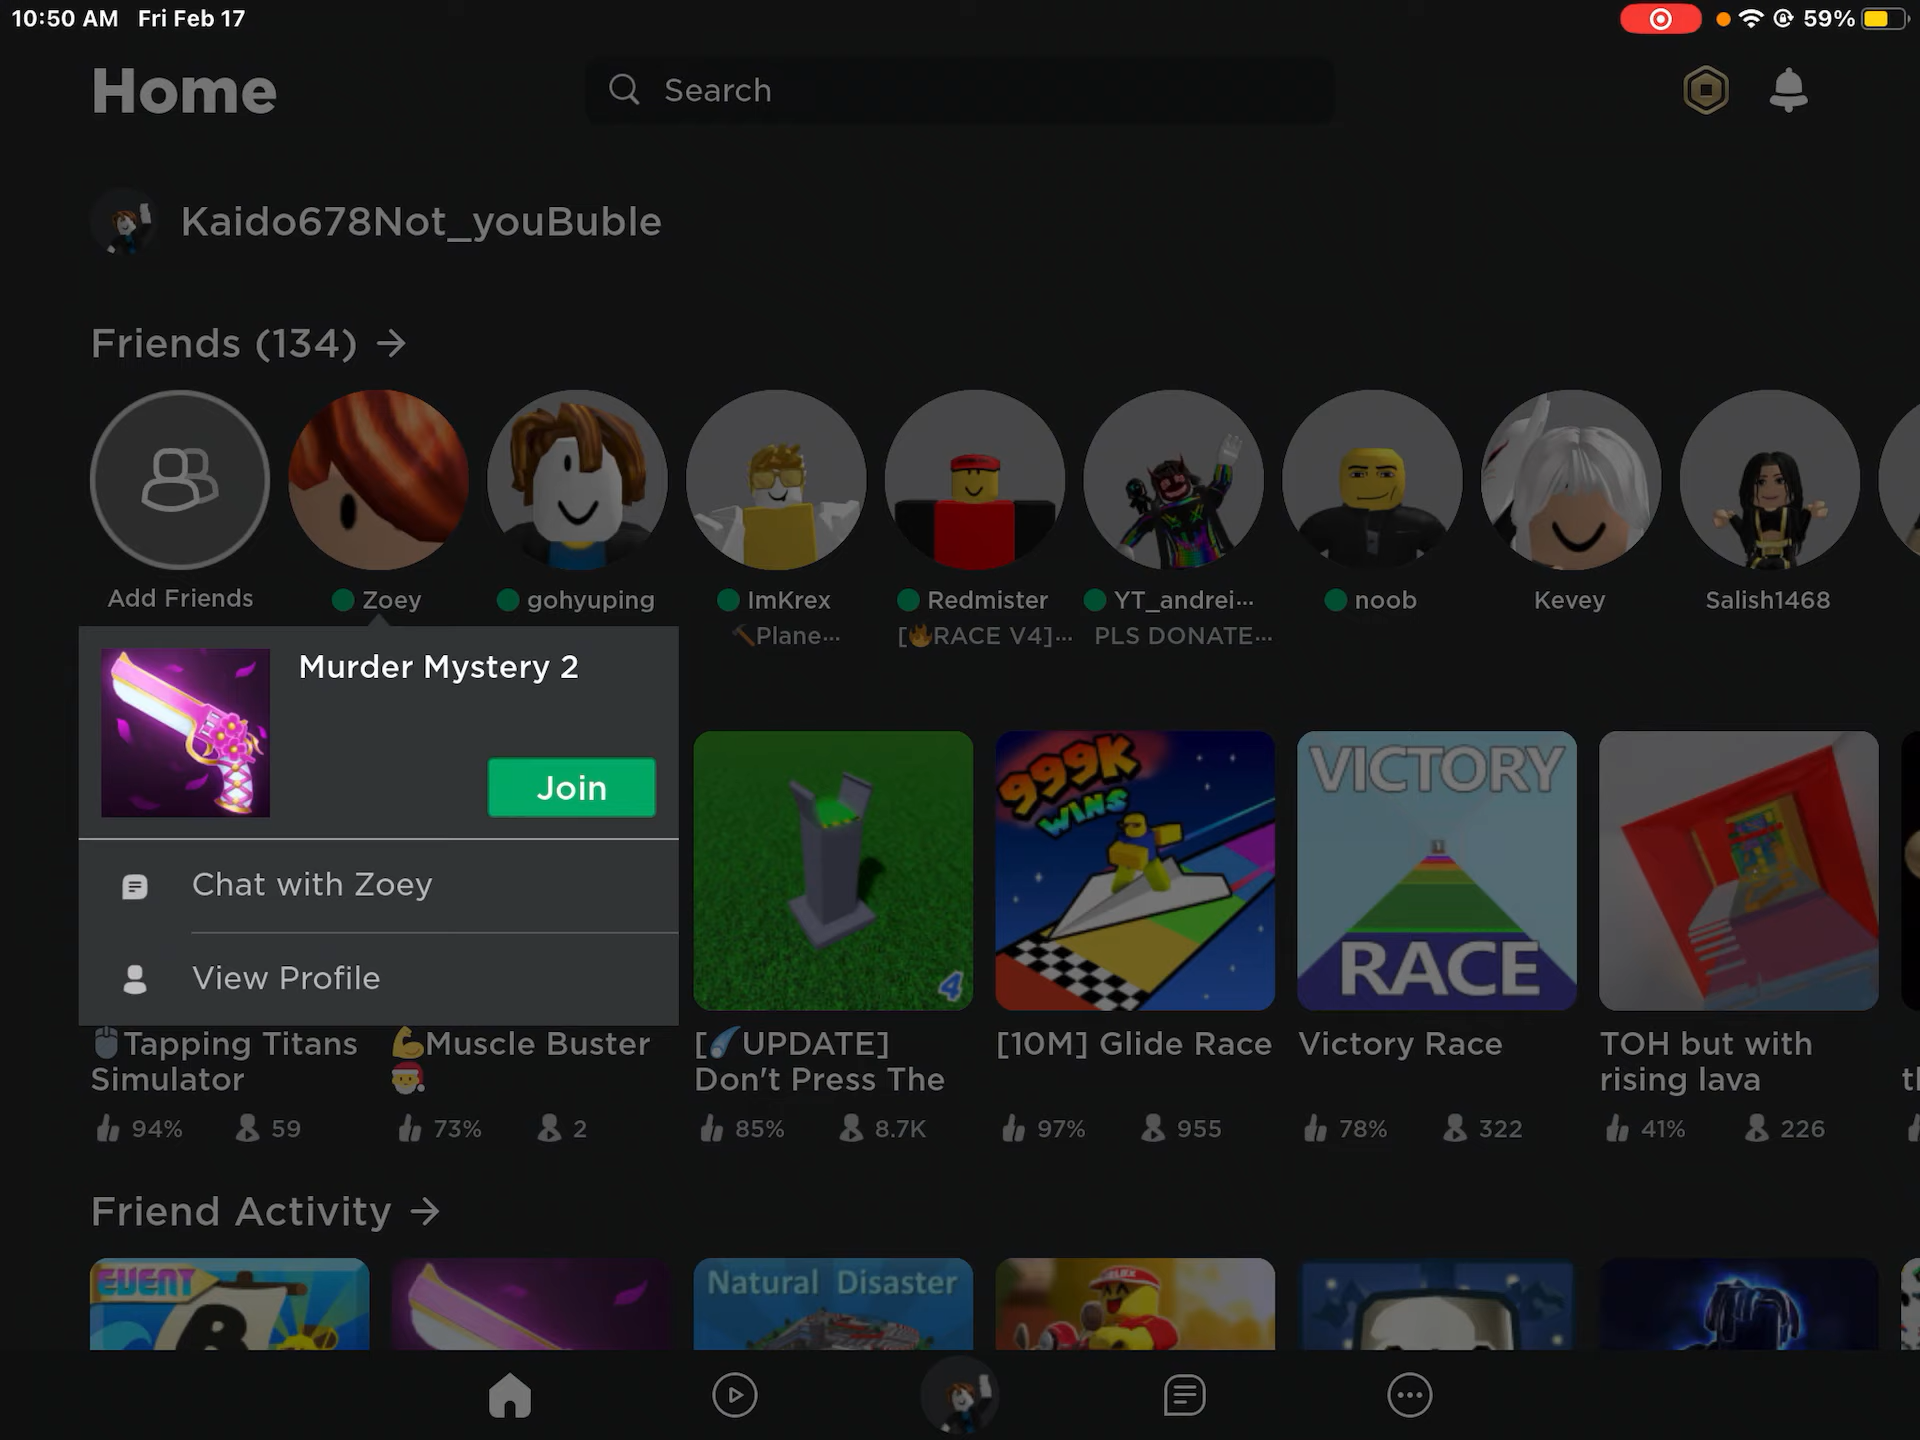 10:50 AM Fri Feb 17
59%
Home
Search
Kaido678Not_youBuble
Friends (134)
Add Friends
Zoey
gohyuping
ImKrex
Redmister
YT_andrei...
noob
Kevey
Salish1468
🔨Plane...
[🔥RACE V4]...
PLS DONATE...
Murder Mystery 2
Join
Chat with Zoey
View Profile
4
999K
WINS
VICTORY
RACE
🖱️Tapping Titans
Simulator
💪Muscle Buster
🎅
[☄️UPDATE]
Don't Press The
[10M] Glide Race
Victory Race
TOH but with
rising lava
94% 59
73% 2
85% 8.7K
97% 955
78% 322
41% 226
Friend Activity
EVENT
Natural Disaster